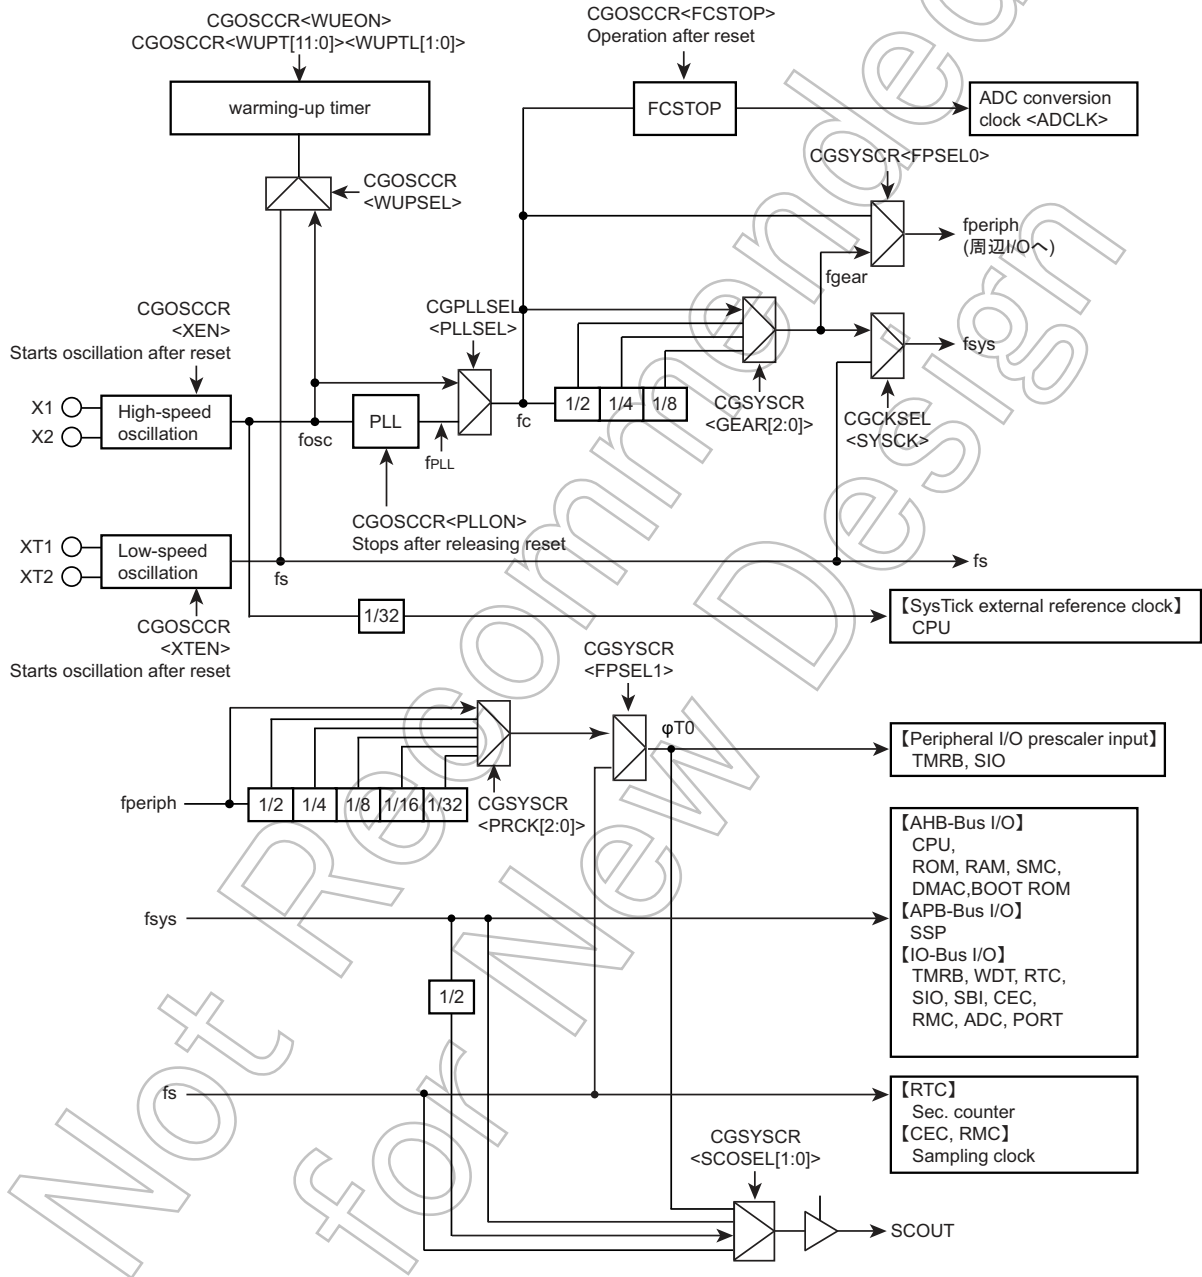 CGOSCCR<WUEON>
CGOSCCR<WUPT[11:0]><WUPTL[1:0]>
warming-up timer
CGOSCCR
<WUPSEL>
CGOSCCR<FCSTOP>
Operation after reset
FCSTOP
ADC conversion
clock <ADCLK>
CGSYSCR<FPSEL0>
fperiph
(周辺I/Oへ)
fgear
CGOSCCR
<XEN>
Starts oscillation after reset
CGPLLSEL
<PLLSEL>
X1
X2
High-speed
oscillation
fosc
PLL
fPLL
fc
1/2
1/4
1/8
CGSYSCR
<GEAR[2:0]>
fsys
CGCKSEL
<SYSCK>
CGOSCCR<PLLON>
Stops after releasing reset
XT1
XT2
Low-speed
oscillation
fs
fs
CGOSCCR
<XTEN>
Starts oscillation after reset
1/32
【SysTick external reference clock】
CPU
CGSYSCR
<FPSEL1>
φT0
【Peripheral I/O prescaler input】
TMRB, SIO
fperiph
1/2
1/4
1/8
1/16
1/32
CGSYSCR
<PRCK[2:0]>
fsys
1/2
【AHB-Bus I/O】
CPU,
ROM, RAM, SMC,
DMAC,BOOT ROM
【APB-Bus I/O】
SSP
【IO-Bus I/O】
TMRB, WDT, RTC,
SIO, SBI, CEC,
RMC, ADC, PORT
fs
【RTC】
Sec. counter
【CEC, RMC】
Sampling clock
CGSYSCR
<SCOSEL[1:0]>
SCOUT
Not Recommended
for New Design